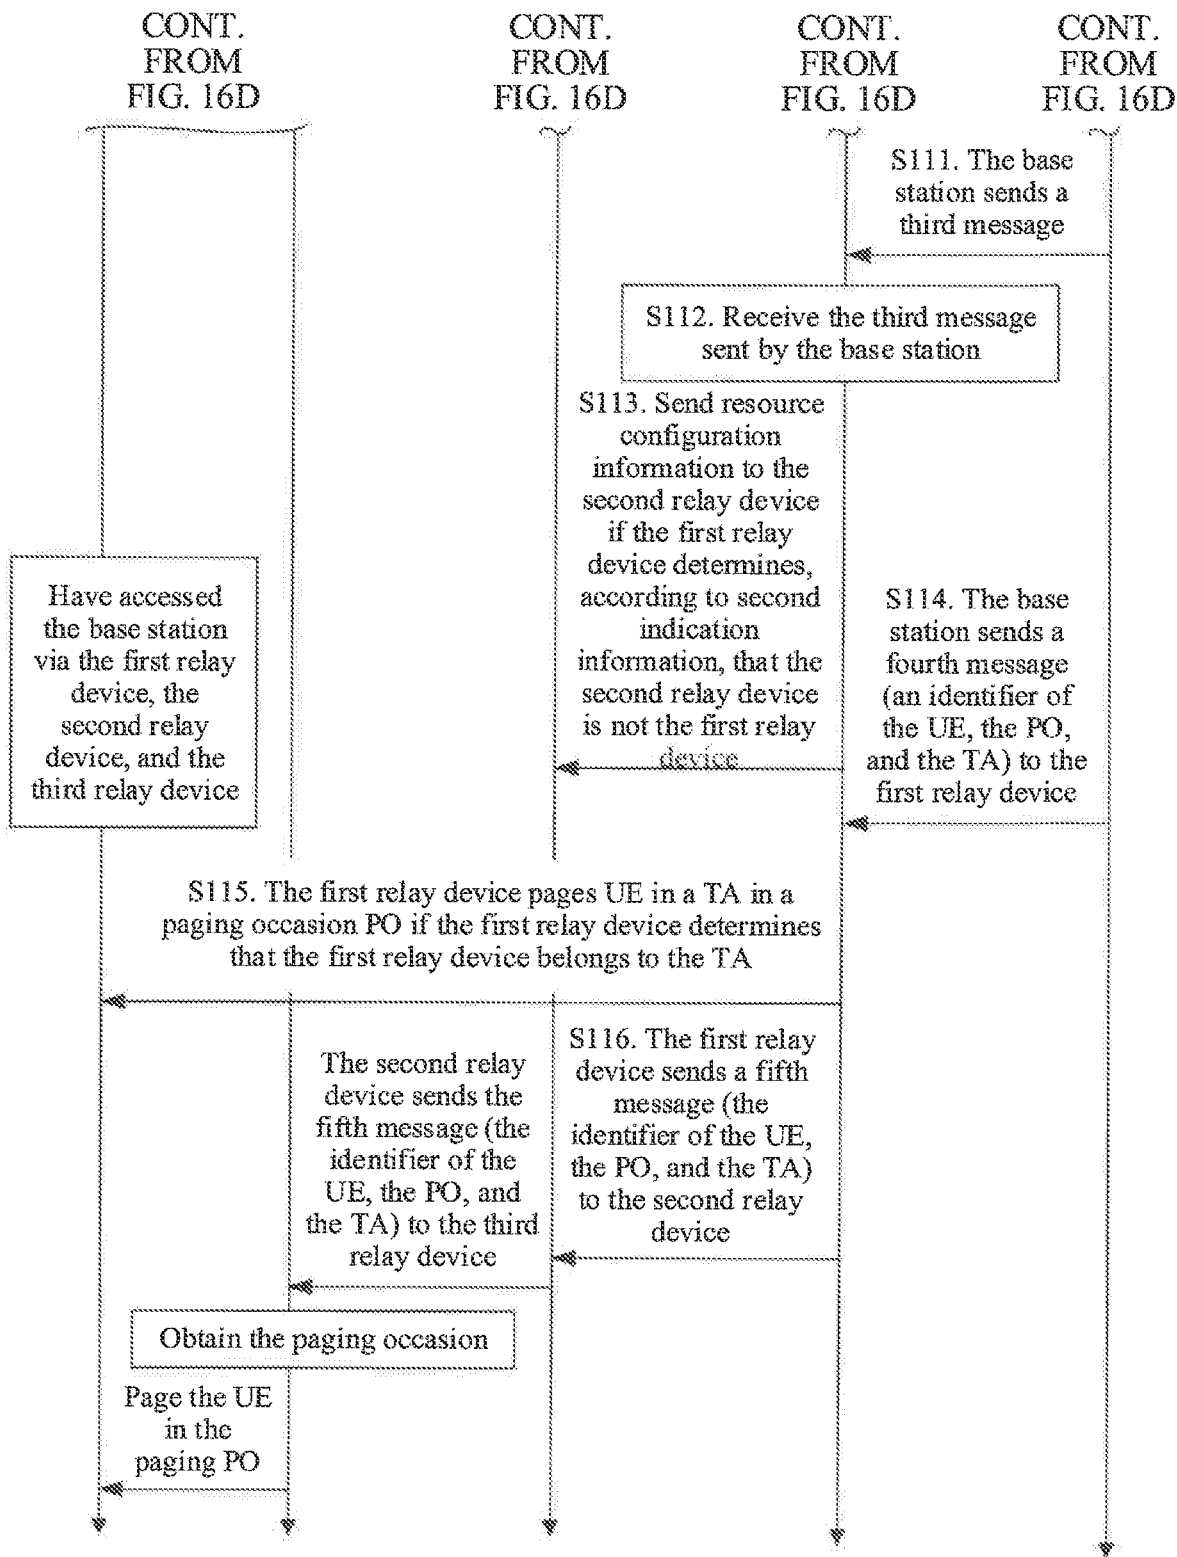 CONT.
FROM
FIG. 16D
CONT.
FROM
FIG. 16D
CONT.
FROM
FIG. 16D
CONT.
FROM
FIG. 16D
S111. The base
station sends a
third message
S112. Receive the third message
sent by the base station
S113. Send resource
configuration
information to the
second relay device
if the first relay
device determines,
according to second
indication
information, that the
second relay device
is not the first relay
device
Have accessed
the base station
via the first relay
device, the
second relay
device, and the
third relay device
S114. The base
station sends a
fourth message
(an identifier of
the UE, the PO,
and the TA) to the
first relay device
S115. The first relay device pages UE in a TA in a
paging occasion PO if the first relay device determines
that the first relay device belongs to the TA
S116. The first relay
device sends a fifth
message (the
identifier of the UE,
the PO, and the TA)
to the second relay
device
The second relay
device sends the
fifth message (the
identifier of the
UE, the PO, and
the TA) to the third
relay device
Obtain the paging occasion
Page the UE
in the
paging PO